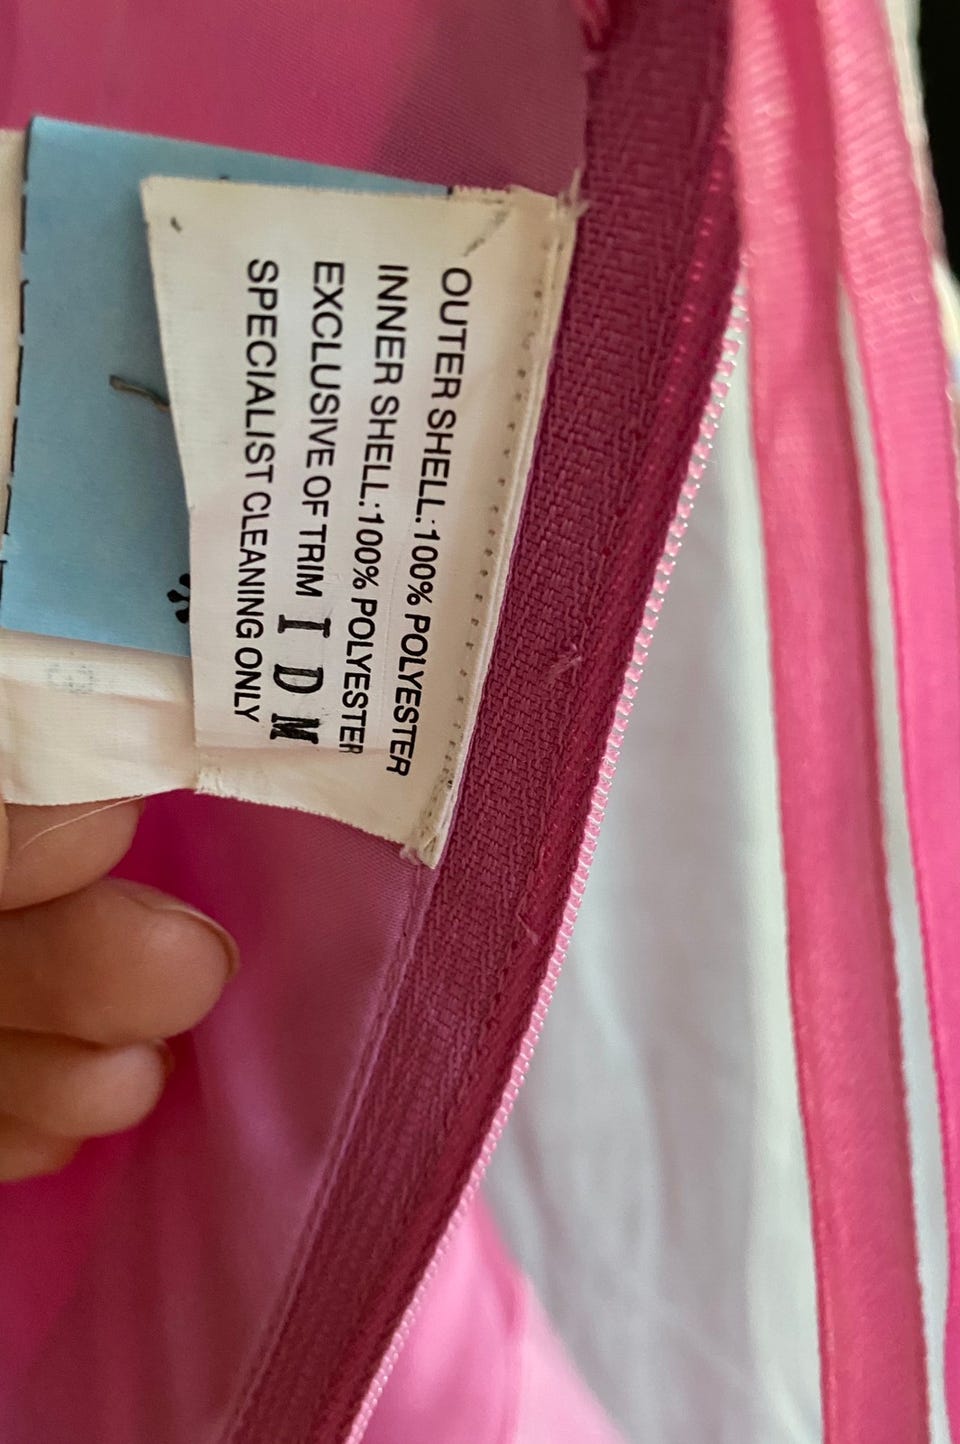 OUTER SHELL:100% POLYESTER
INNER SHELL:100% POLYESTER
EXCLUSIVE OF TRIM I D M
SPECIALIST CLEANING ONLY